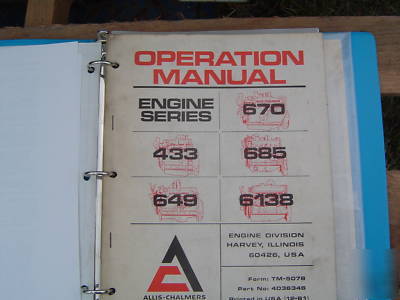 OPERATION
MANUAL
ENGINE
SERIES
670
433
685
649
6138
ENGINE DIVISION
HARVEY, ILLINOIS
60426, USA
ALLIS-CHALMERS
Form: TM-5078
Part No: 4036346
Printed in USA (12-81)